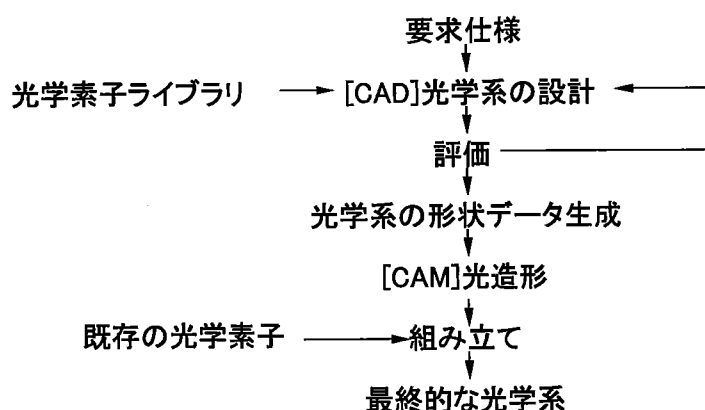 要求仕様
光学素子ライブラリ
[CAD]光学系の設計
評価
光学系の形状データ生成
[CAM]光造形
既存の光学素子
組み立て
最終的な光学系